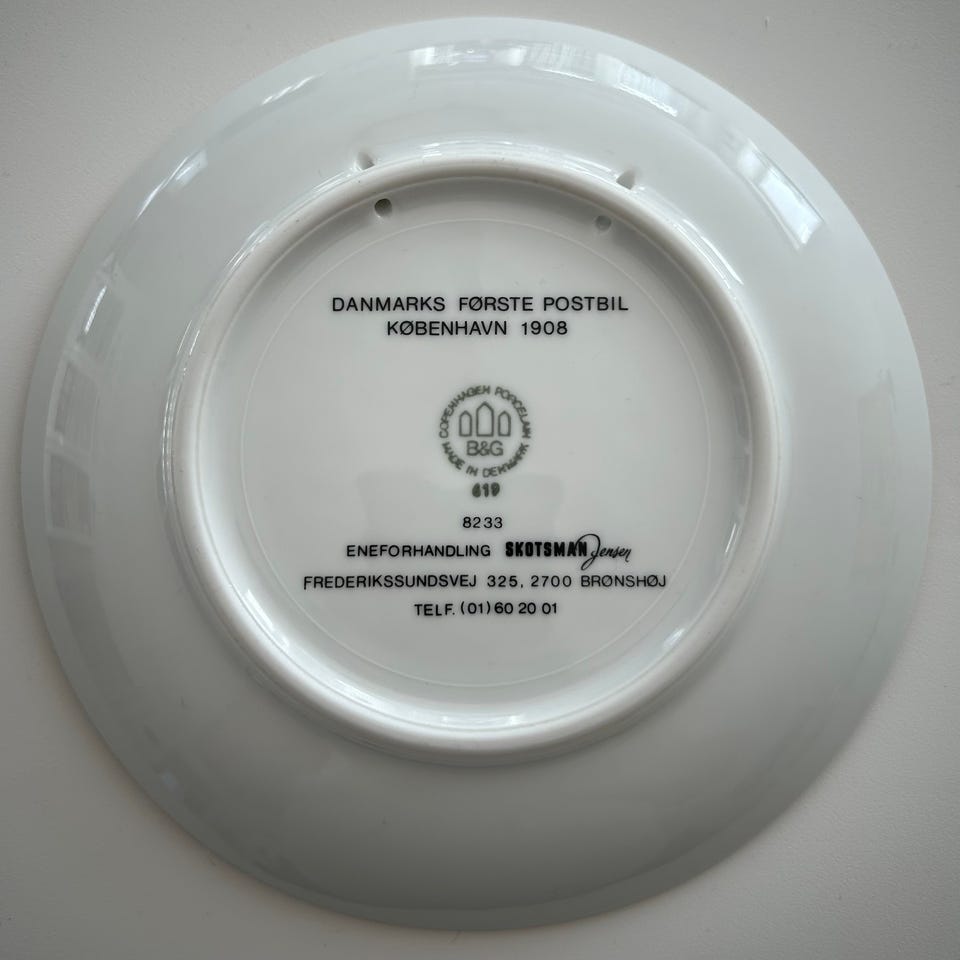 DANMARKS FØRSTE POSTBIL
KØBENHAVN 1908
COPENHAGEN PORCELAIN
B&G
MADE IN DENMARK
619
8233
ENEFORHANDLING SKOTSMAN Jensen
FREDERIKSSUNDSVEJ 325, 2700 BRØNSHØJ
TELF. (01) 60 20 01